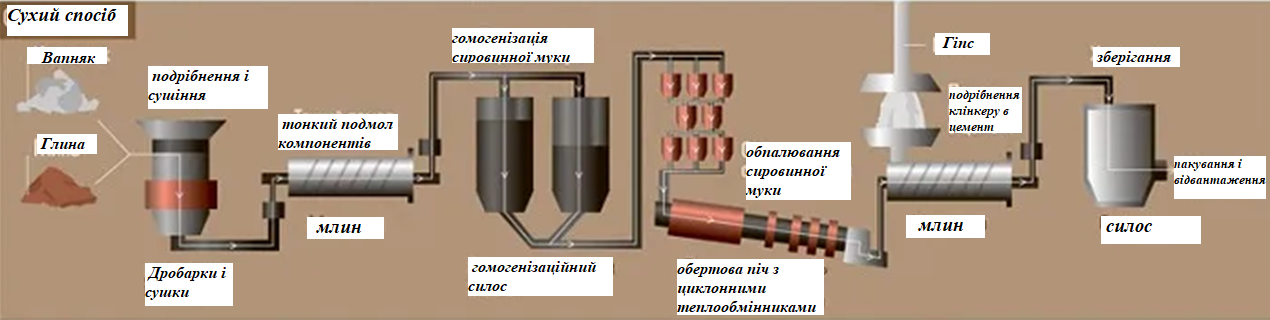 Сухий спосіб
Вапняк
Глина
подрібнення і
сушіння
Дробарки і
сушки
тонкий подмол
компонентів
млин
гомогенізація
сировинної муки
гомогенізаційний
силос
обпалювання
сировинної
муки
обертова піч з
циклонними
теплообмінниками
Гіпс
подрібнення
клінкеру в
цемент
млин
зберігання
пакування і
відвантаження
силос